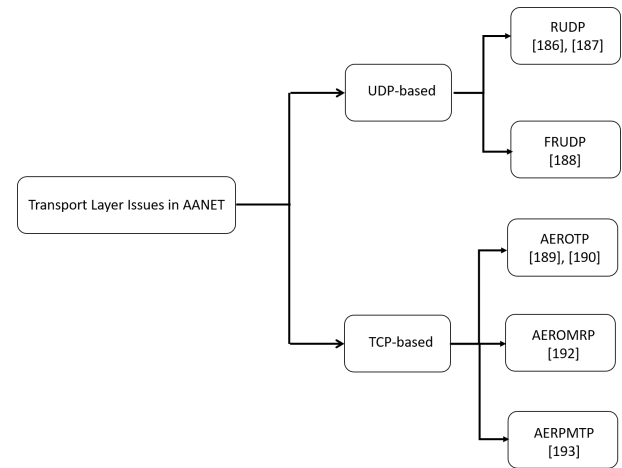 Transport Layer Issues in AANET
UDP-based
RUDP
[186], [187]
FRUDP
[188]
TCP-based
AEROTP
[189], [190]
AEROMRP
[192]
AERPMTP
[193]